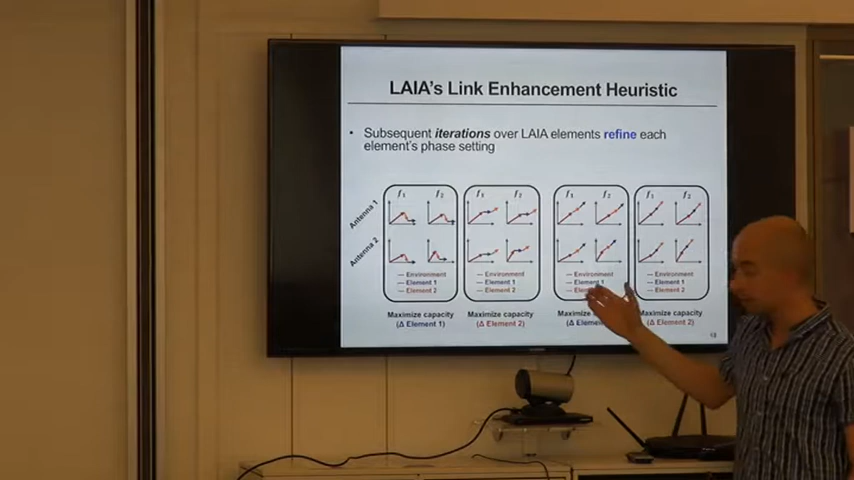 LAIA's Link Enhancement Heuristic
• Subsequent iterations over LAIA elements refine each
element's phase setting
f1 f2 f1 f2 f1 f2 f1 f2
Antenna 1
Antenna 2
— Environment — Environment — Environment — Environment
— Element 1 — Element 1 — Element 1 — Element 1
— Element 2 — Element 2 — Element 2
Maximize capacity Maximize capacity Maximize Maximize capacity
(Δ Element 1) (Δ Element 2) (Δ Element (Δ Element 2)